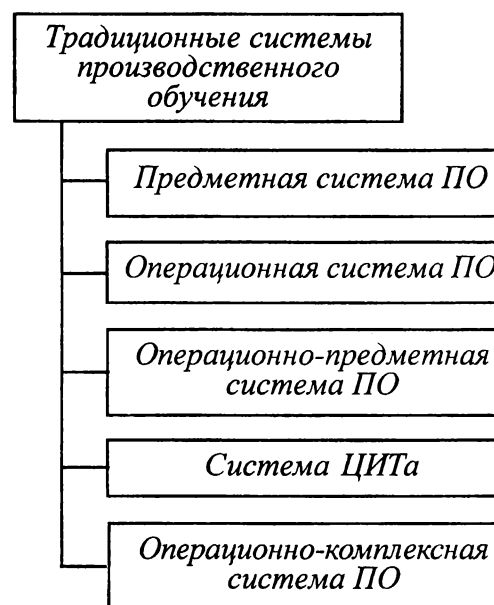 Традиционные системы
производственного
обучения
Предметная система ПО
Операционная система ПО
Операционно-предметная
система ПО
Система ЦИТа
Операционно-комплексная
система ПО